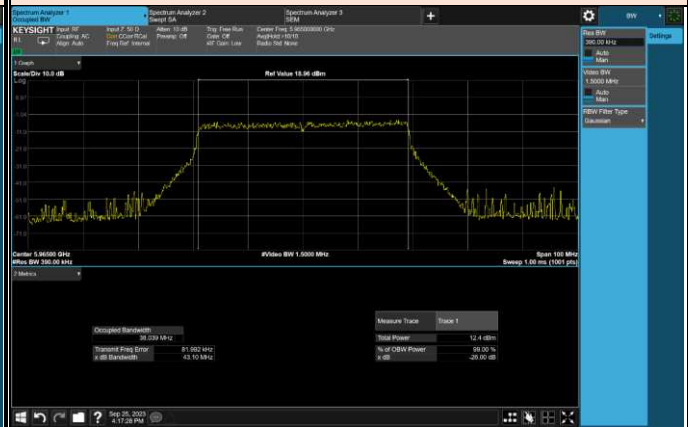 Spectrum Analyzer 1
Occupied BW
Spectrum Analyzer 2
Swept SA
Spectrum Analyzer 3
SEM
+
BW
KEYSIGHT
Input: RF
Coupling: AC
Align: Auto
Input Z: 50 Ω
Corr CCorr RCal
Freq Ref: Internal
Atten: 10 dB
Preamp: Off
Trig: Free Run
Gate: Off
#IF Gain: Low
Center Freq: 5.965000000 GHz
Avg|Hold:>10/10
Radio Std: None
Settings
Res BW
390.00 kHz
Auto
Man
Video BW
1.5000 MHz
Auto
Man
RBW Filter Type
Gaussian
1 Graph
Scale/Div 10.0 dB
Ref Value 18.96 dBm
Log
Center 5.96500 GHz
#Video BW 1.5000 MHz
Span 100 MHz
#Res BW 390.00 kHz
Sweep 1.00 ms (1001 pts)
2 Metrics
Occupied Bandwidth
38.039 MHz
Transmit Freq Error
81.992 kHz
x dB Bandwidth
43.10 MHz
Measure Trace
Trace 1
Total Power
12.4 dBm
% of OBW Power
99.00 %
x dB
-26.00 dB
?
Sep 25, 2023
4:17:28 PM